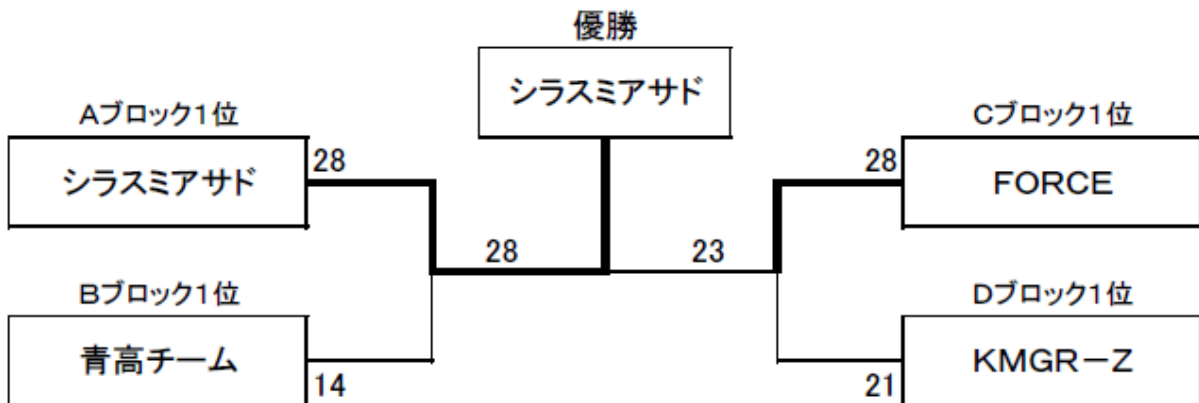 優勝
シラスミアサド
Aブロック1位
シラスミアサド
28
Cブロック1位
28
FORCE
28
23
Bブロック1位
青高チーム
14
Dブロック1位
KMGR－Z
21